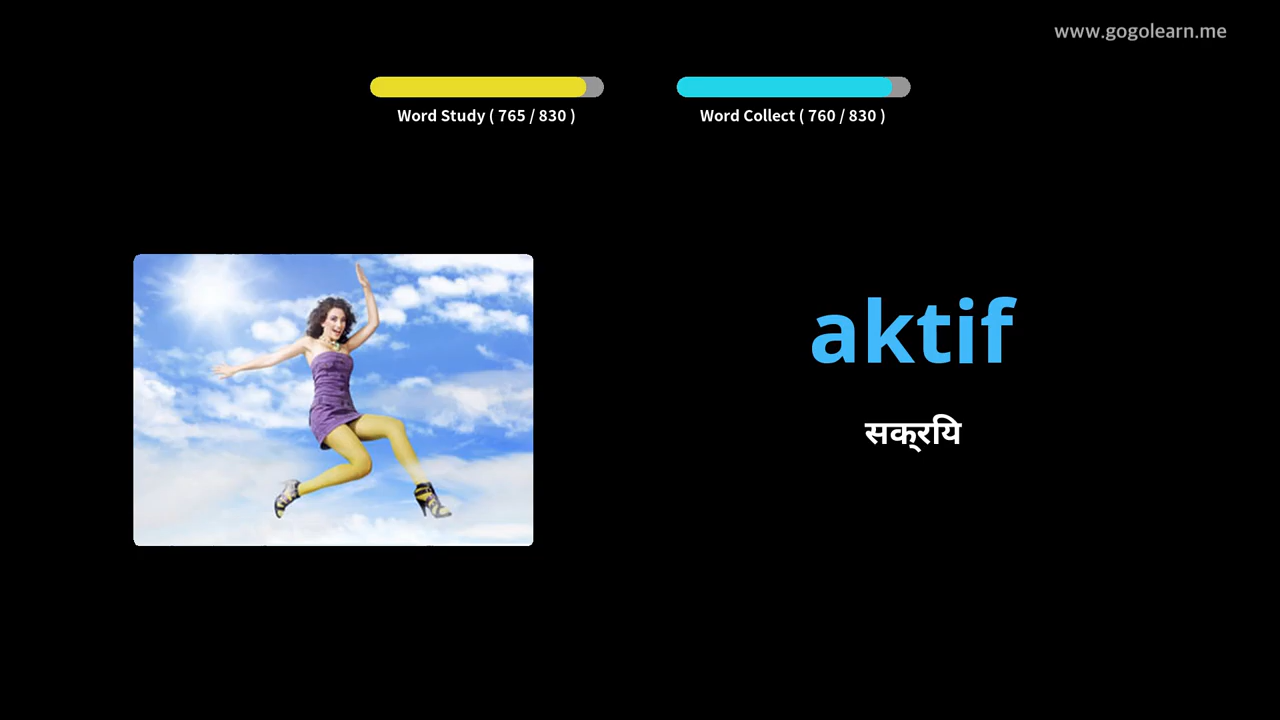 www.gogolearn.me
Word Study ( 765 / 830 )
Word Collect ( 760 / 830 )
aktif
सक्रयि